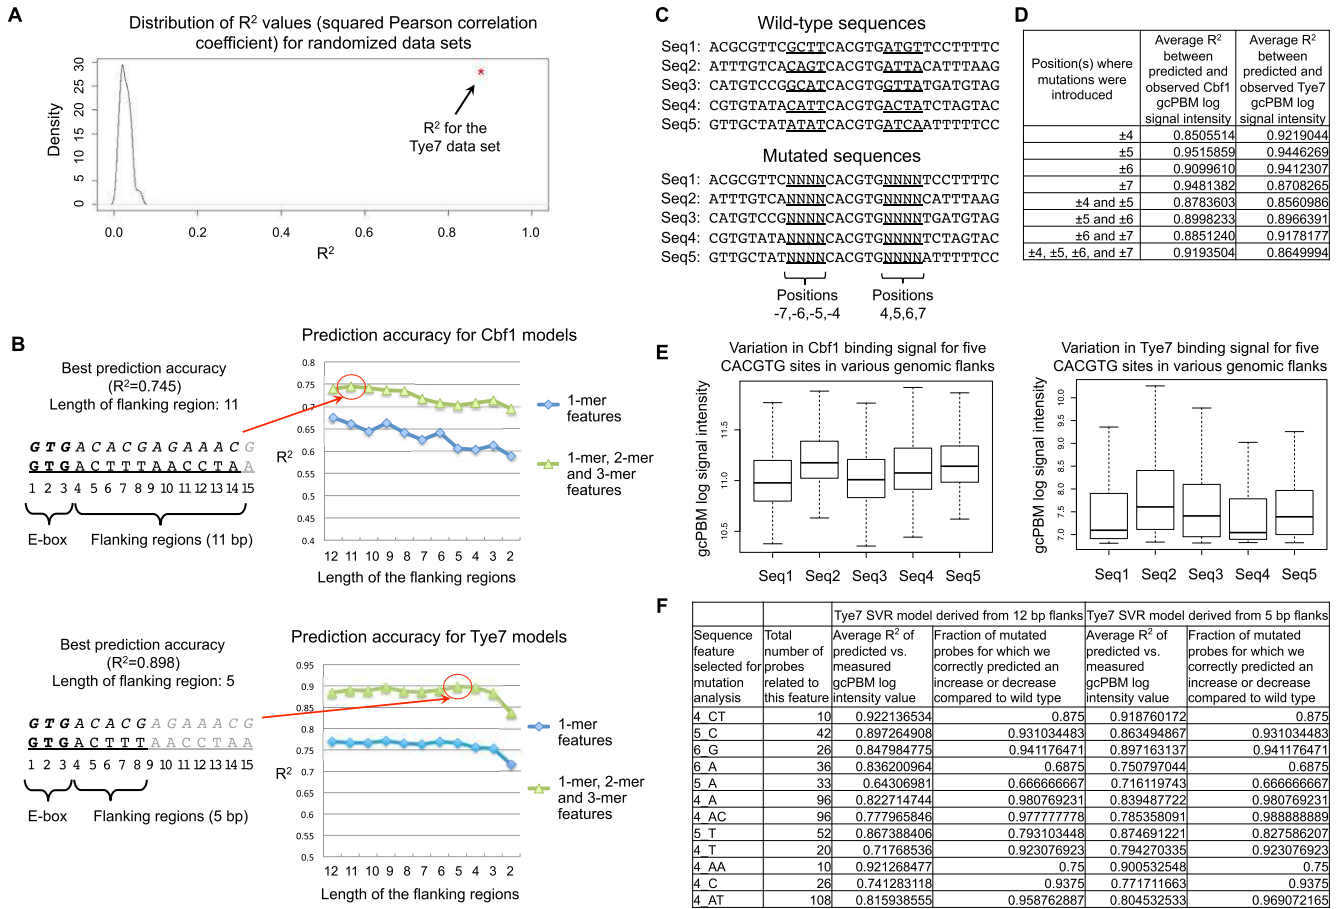 A
Distribution of R² values (squared Pearson correlation
coefficient) for randomized data sets
Density
30
25
20
15
10
5
0
*
R² for the
Tye7 data set
0.0 0.2 0.4 0.6 0.8 1.0
R²
B
Prediction accuracy for Cbf1 models
Best prediction accuracy
(R²=0.745)
Length of flanking region: 11
GTGACACGAGAAACG
GTGACTTTAACCTAA
1 2 3 4 5 6 7 8 9 10 11 12 13 14 15
E-box
Flanking regions (11 bp)
0.8
0.75
0.7
0.65
0.6
0.55
0.5
0.45
0.4
R²
12 11 10 9 8 7 6 5 4 3 2
Length of the flanking regions
1-mer
features
1-mer, 2-mer
and 3-mer
features
Prediction accuracy for Tye7 models
Best prediction accuracy
(R²=0.898)
Length of flanking region: 5
GTGACACGAGAAACG
GTGACTTTAACCTAA
1 2 3 4 5 6 7 8 9 10 11 12 13 14 15
E-box
Flanking regions (5 bp)
0.95
0.9
0.85
0.8
0.75
0.7
0.65
0.6
0.55
0.5
R²
12 11 10 9 8 7 6 5 4 3 2
Length of the flanking regions
1-mer
features
1-mer, 2-mer
and 3-mer
features
C
Wild-type sequences
Seq1: ACGCGTTCGCTTCACGTGATGTTCCTTTTC
Seq2: ATTTGTCACAGTCACGTGATTACATTTAAG
Seq3: CATGTCCGGCATCACGTGGTTATGATGTAG
Seq4: CGTGTATACATTCACGTGACTATCTAGTAC
Seq5: GTTGCTATATATCACGTGATCAATTTTTCC
Mutated sequences
Seq1: ACGCGTTCNNNNCACGTGNNNNTCCTTTTC
Seq2: ATTTGTCANNNNCACGTGNNNNCATTTAAG
Seq3: CATGTCCGNNNNCACGTGNNNNTGATGTAG
Seq4: CGTGTATANNNNCACGTGNNNNTCTAGTAC
Seq5: GTTGCTATNNNNCACGTGNNNNATTTTTCC
Positions
-7,-6,-5,-4
Positions
4,5,6,7
D
Position(s) where
mutations were
introduced
Average R²
between
predicted and
observed Cbf1
gcPBM log
signal intensity
Average R²
between
predicted and
observed Tye7
gcPBM log
signal intensity
±4 0.8505514 0.9219044
±5 0.9515859 0.9446269
±6 0.9099610 0.9412307
±7 0.9481382 0.8708265
±4 and ±5 0.8783603 0.8560986
±5 and ±6 0.8998233 0.8966391
±6 and ±7 0.8851240 0.9178177
±4, ±5, ±6, and ±7 0.9193504 0.8649994
E
Variation in Cbf1 binding signal for five
CACGTG sites in various genomic flanks
gcPBM log signal intensity
11.5
11.0
10.5
Seq1 Seq2 Seq3 Seq4 Seq5
Variation in Tye7 binding signal for five
CACGTG sites in various genomic flanks
gcPBM log signal intensity
10.0
9.5
9.0
8.5
8.0
7.5
7.0
Seq1 Seq2 Seq3 Seq4 Seq5
F
Tye7 SVR model derived from 12 bp flanks Tye7 SVR model derived from 5 bp flanks
Sequence
feature
selected for
mutation
analysis
Total
number of
probes
related to
this feature
Average R² of
predicted vs.
measured
gcPBM log
intensity value
Fraction of mutated
probes for which we
correctly predicted an
increase or decrease
compared to wild type
Average R² of
predicted vs.
measured
gcPBM log
intensity value
Fraction of mutated
probes for which we
correctly predicted an
increase or decrease
compared to wild type
4_CT 10 0.922136534 0.875 0.918760172 0.875
5_C 42 0.897264908 0.931034483 0.863494867 0.931034483
6_G 26 0.847984775 0.941176471 0.897163137 0.941176471
6_A 36 0.836200964 0.6875 0.750797044 0.6875
5_A 33 0.64306981 0.666666667 0.716119743 0.666666667
4_A 96 0.822714744 0.980769231 0.839487722 0.980769231
4_AC 96 0.777965846 0.977777778 0.785358091 0.988888889
5_T 52 0.867388406 0.793103448 0.874691221 0.827586207
4_T 20 0.71768536 0.923076923 0.794270335 0.923076923
4_AA 10 0.921268477 0.75 0.900532548 0.75
4_C 26 0.741283118 0.9375 0.771711663 0.9375
4_AT 108 0.815938555 0.958762887 0.804532533 0.969072165